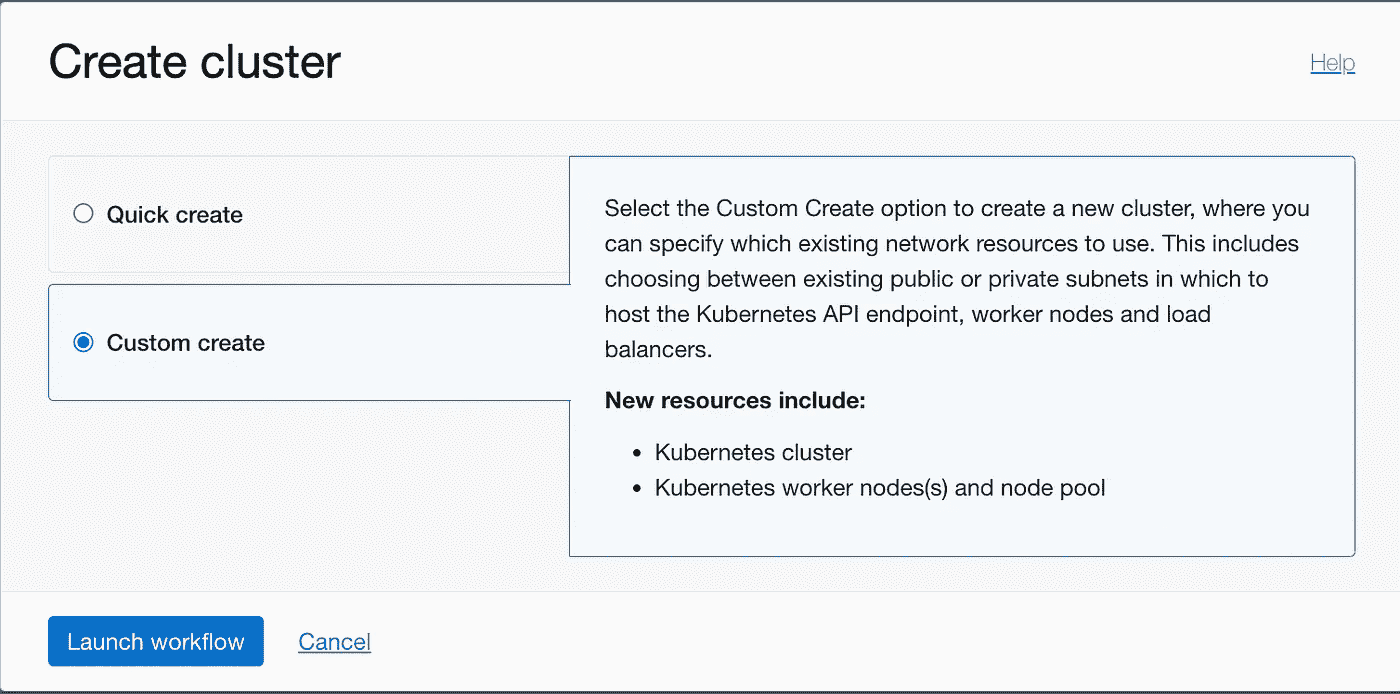 Create cluster
Help
Quick create
Custom create
Select the Custom Create option to create a new cluster, where you
can specify which existing network resources to use. This includes
choosing between existing public or private subnets in which to
host the Kubernetes API endpoint, worker nodes and load
balancers.
New resources include:
• Kubernetes cluster
• Kubernetes worker nodes(s) and node pool
Launch workflow
Cancel